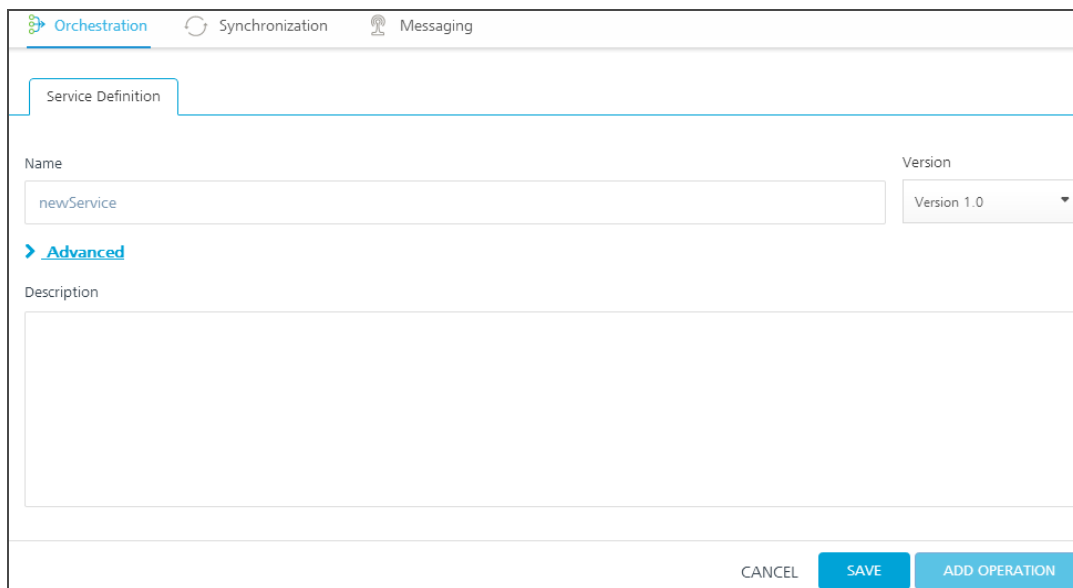 Orchestration Synchronization Messaging
Service Definition
Name Version
newService Version 1.0
Advanced
Description
CANCEL SAVE ADD OPERATION